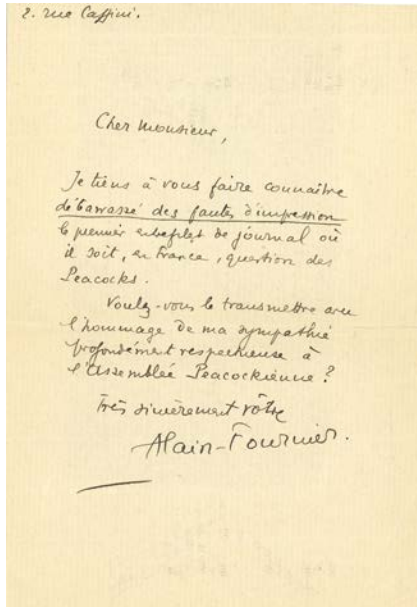 2. rue Cassini.
Cher Monsieur,
Je tiens à vous faire connaître
débarrassé des fautes d'impression
le premier entrefilet de journal où
il soit, en France, question des
Peacocks.
Voulez-vous le transmettre avec
l'hommage de ma sympathie
profondément respectueuse à
l'Assemblée Peacockienne ?
Très sincèrement vôtre
Alain-Fournier.